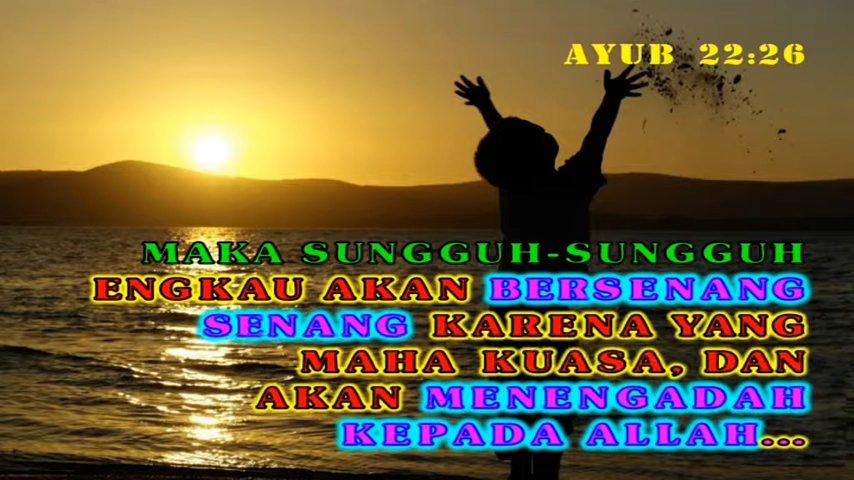 AYUB 22:26
MAKA SUNGGUH-SUNGGUH
ENGKAU AKAN BERSENANG
SENANG KARENA YANG
MAHA KUASA, DAN
AKAN MENENGADAH
KEPADA ALLAH...